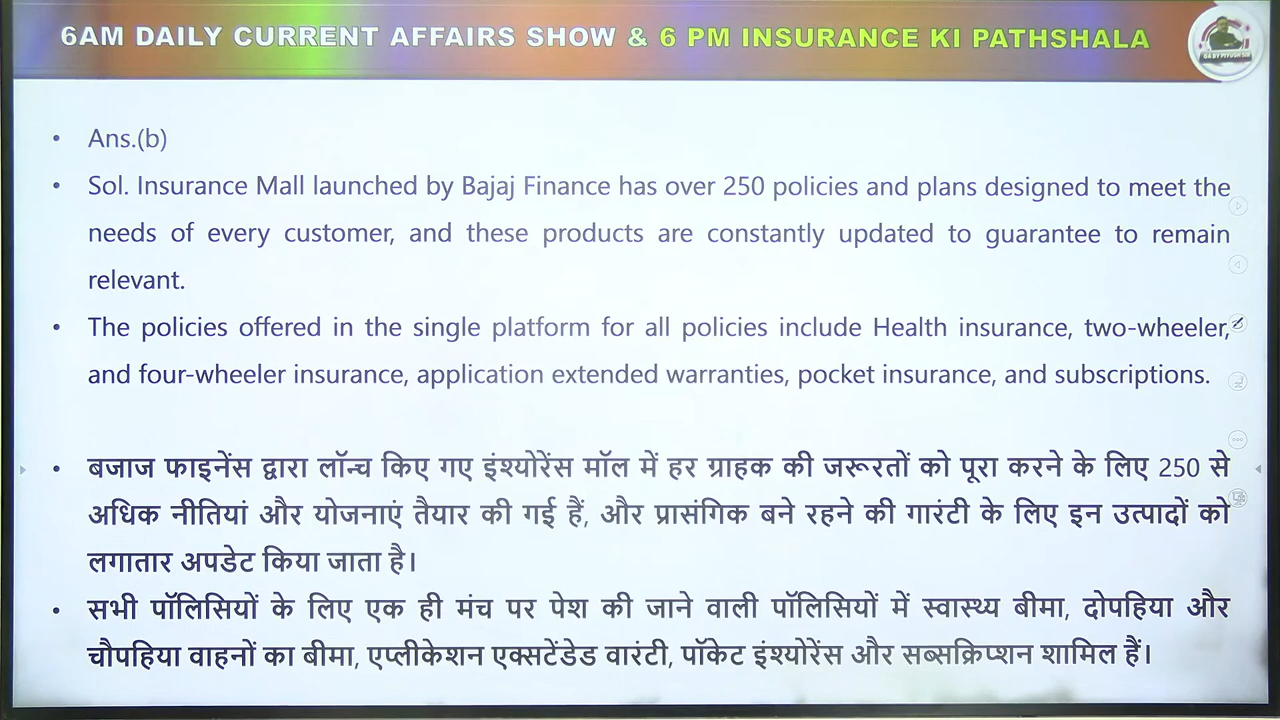 6AM DAILY CURRENT AFFAIRS SHOW & 6 PM INSURANCE KI PATHSHALA
• Ans.(b)
• Sol. Insurance Mall launched by Bajaj Finance has over 250 policies and plans designed to meet the
needs of every customer, and these products are constantly updated to guarantee to remain
relevant.
• The policies offered in the single platform for all policies include Health insurance, two-wheeler,
and four-wheeler insurance, application extended warranties, pocket insurance, and subscriptions.
• बजाज फाइनेंस द्वारा लॉन्च किए गए इंश्योरेंस मॉल में हर ग्राहक की जरूरतों को पूरा करने के लिए 250 से
अधिक नीतियां और योजनाएं तैयार की गई हैं, और प्रासंगिक बने रहने की गारंटी के लिए इन उत्पादों को
लगातार अपडेट किया जाता है।
• सभी पॉलिसियों के लिए एक ही मंच पर पेश की जाने वाली पॉलिसियों में स्वास्थ्य बीमा, दोपहिया और
चौपहिया वाहनों का बीमा, एप्लीकेशन एक्सटेंडेड वारंटी, पॉकेट इंश्योरेंस और सब्सक्रिप्शन शामिल हैं।